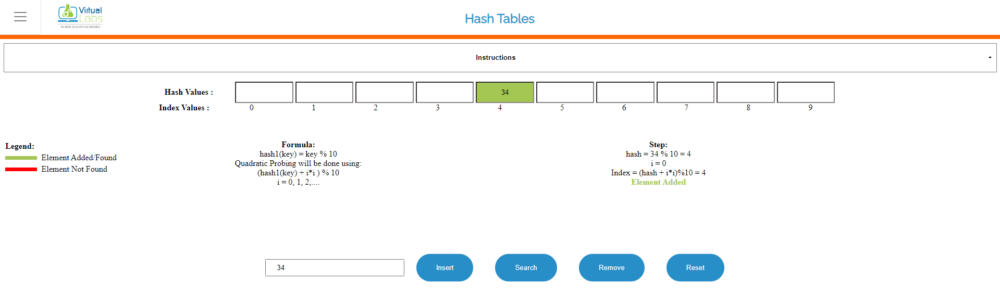 Virtual
Labs
An MoE Govt of India Initiative
Hash Tables
Instructions
Hash Values : 34
Index Values : 0 1 2 3 4 5 6 7 8 9
Legend:
Element Added/Found
Element Not Found
Formula:
hash1(key) = key % 10
Quadratic Probing will be done using:
(hash1(key) + i*i ) % 10
i = 0, 1, 2,....
Step:
hash = 34 % 10 = 4
i = 0
Index = (hash + i*i)%10 = 4
Element Added
34 Insert Search Remove Reset